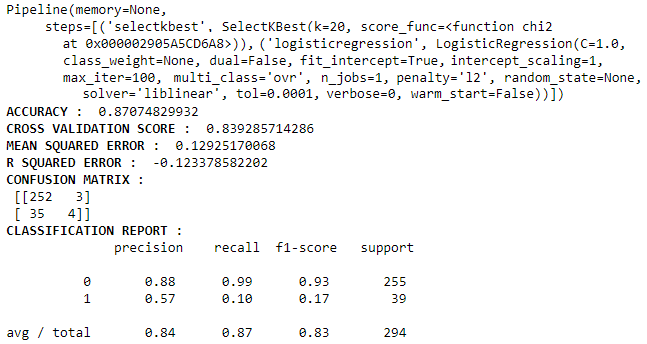 Pipeline(memory=None,
steps=[('selectkbest', SelectKBest(k=20, score_func=<function chi2
at 0x000002905A5CD6A8>)), ('logisticregression', LogisticRegression(C=1.0,
class_weight=None, dual=False, fit_intercept=True, intercept_scaling=1,
max_iter=100, multi_class='ovr', n_jobs=1, penalty='l2', random_state=None,
solver='liblinear', tol=0.0001, verbose=0, warm_start=False))])
ACCURACY : 0.87074829932
CROSS VALIDATION SCORE : 0.839285714286
MEAN SQUARED ERROR : 0.12925170068
R SQUARED ERROR : -0.123378582202
CONFUSION MATRIX :
[[252 3]
[ 35 4]]
CLASSIFICATION REPORT :
precision recall f1-score support
0 0.88 0.99 0.93 255
1 0.57 0.10 0.17 39
avg / total 0.84 0.87 0.83 294